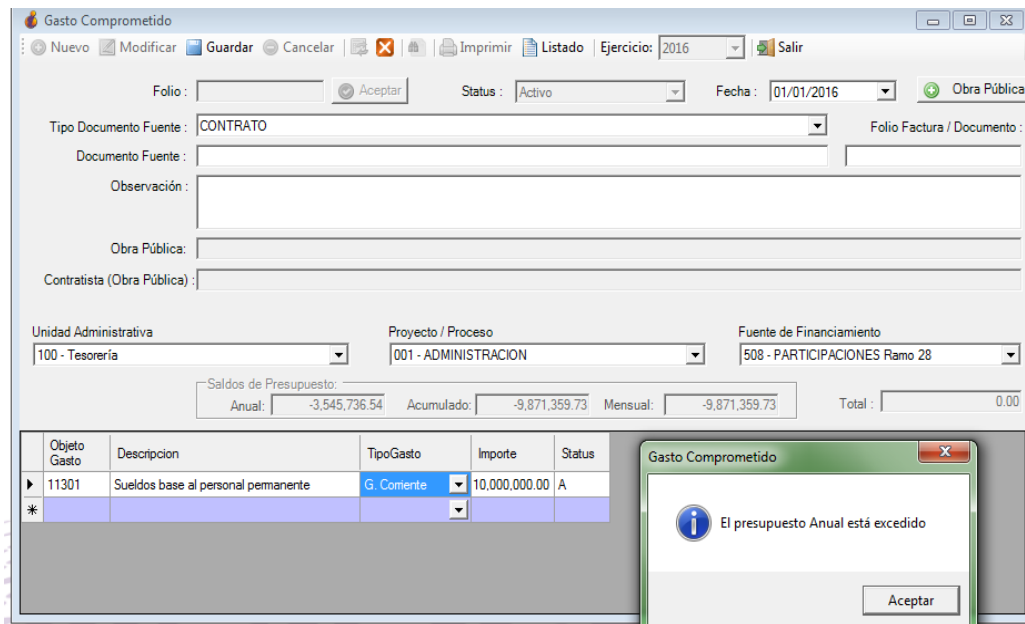 Gasto Comprometido
Nuevo Modificar Guardar Cancelar Imprimir Listado Ejercicio: 2016 Salir
Folio : Aceptar Status : Activo Fecha : 01/01/2016 Obra Pública
Tipo Documento Fuente : CONTRATO Folio Factura / Documento :
Documento Fuente :
Observación :
Obra Pública:
Contratista (Obra Pública) :
Unidad Administrativa Proyecto / Proceso Fuente de Financiamiento
100 - Tesorería 001 - ADMINISTRACION 508 - PARTICIPACIONES Ramo 28
Saldos de Presupuesto:
Anual: -3,545,736.54 Acumulado: -9,871,359.73 Mensual: -9,871,359.73 Total : 0.00
Objeto Gasto Descripcion TipoGasto Importe Status
11301 Sueldos base al personal permanente G. Corriente 10,000,000.00 A
Gasto Comprometido
El presupuesto Anual está excedido
Aceptar